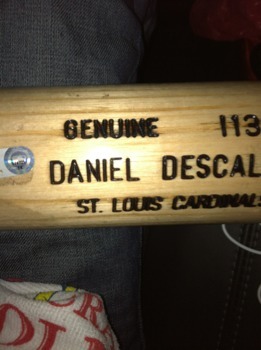 GENUINE 113
DANIEL DESCAL
ST. LOUIS CARDINALS